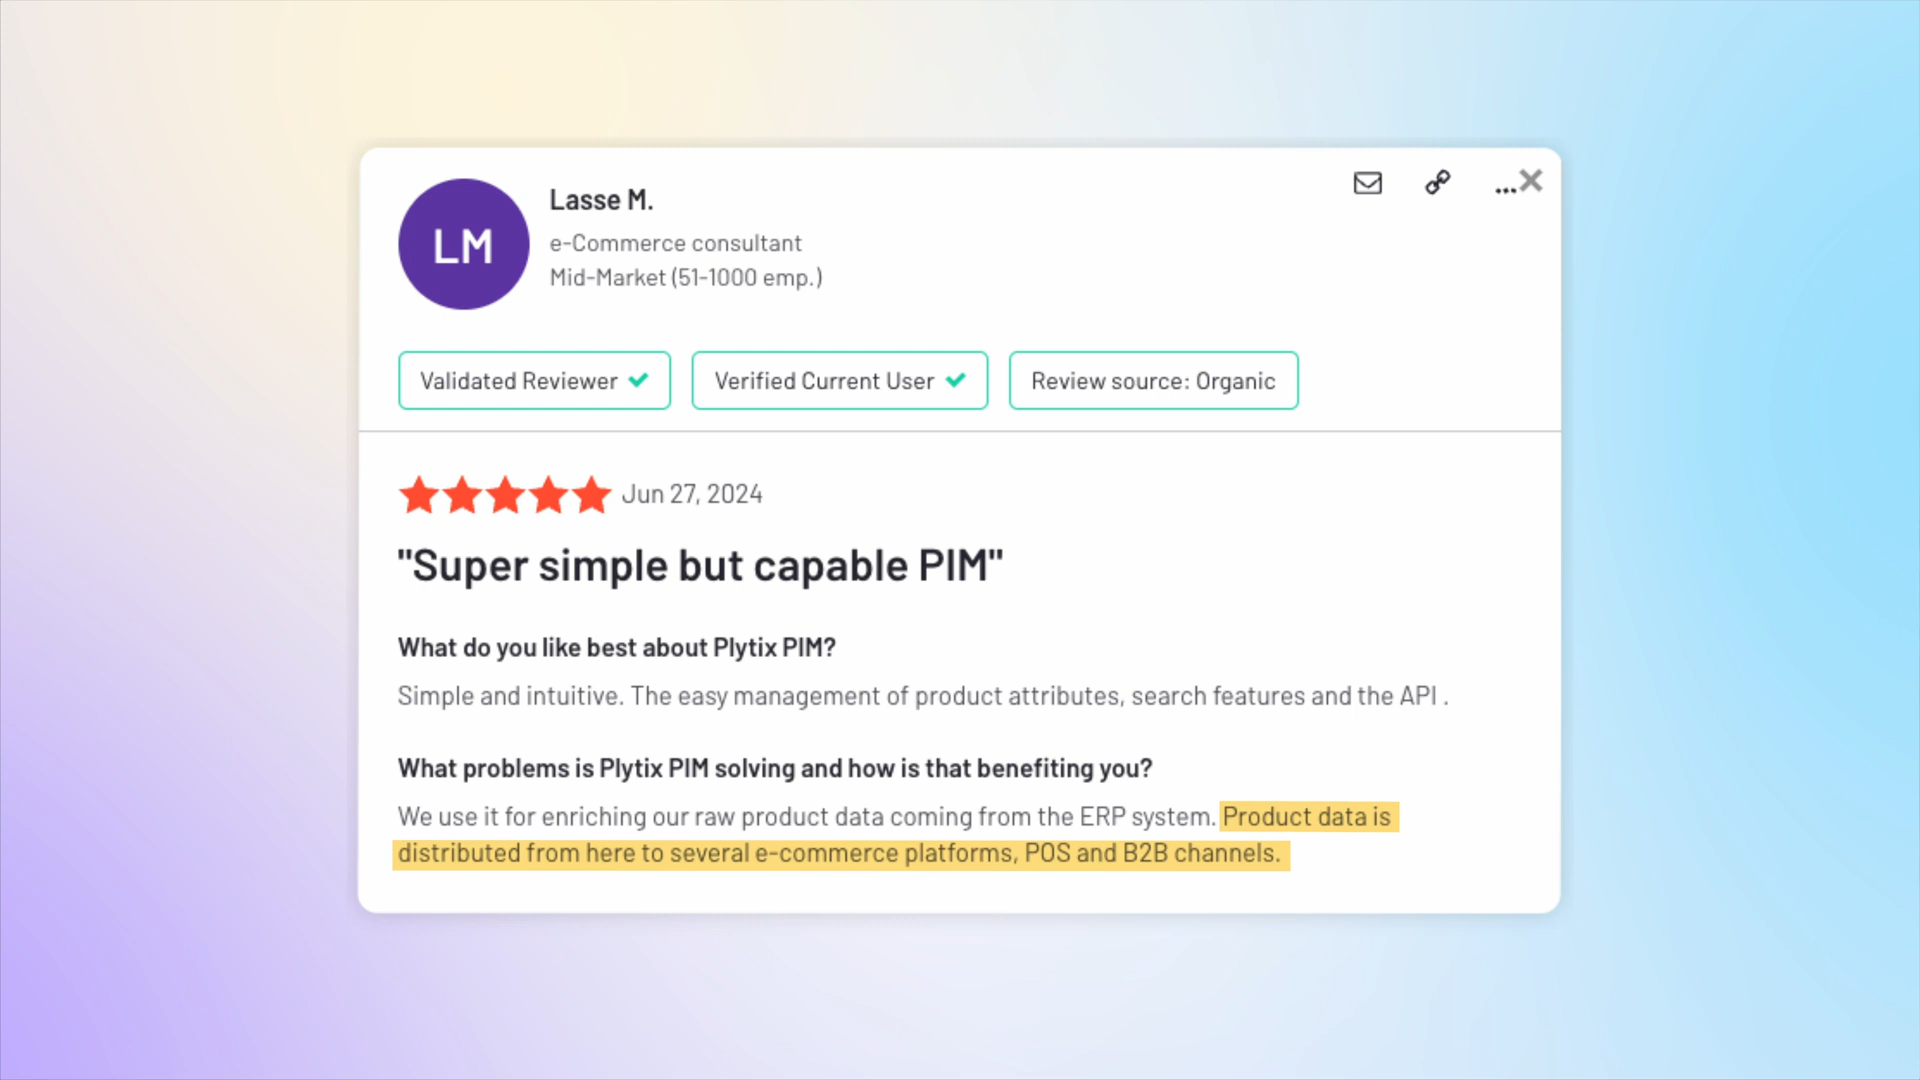 LM
Lasse M.
e-Commerce consultant
Mid-Market (51-1000 emp.)
Validated Reviewer
Verified Current User
Review source: Organic
Jun 27, 2024
"Super simple but capable PIM"
What do you like best about Plytix PIM?
Simple and intuitive. The easy management of product attributes, search features and the API .
What problems is Plytix PIM solving and how is that benefiting you?
We use it for enriching our raw product data coming from the ERP system. Product data is
distributed from here to several e-commerce platforms, POS and B2B channels.